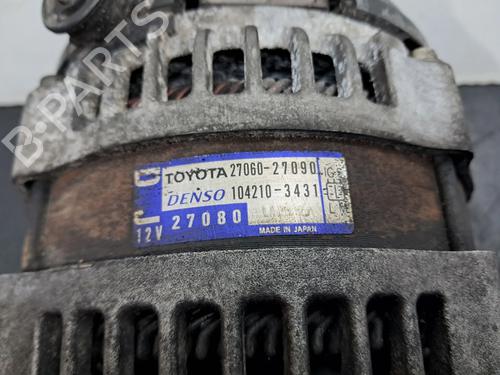 B-PARTS
TOYOTA 27060-27090
DENSO 104210-3431
12V 27080
MADE IN JAPAN